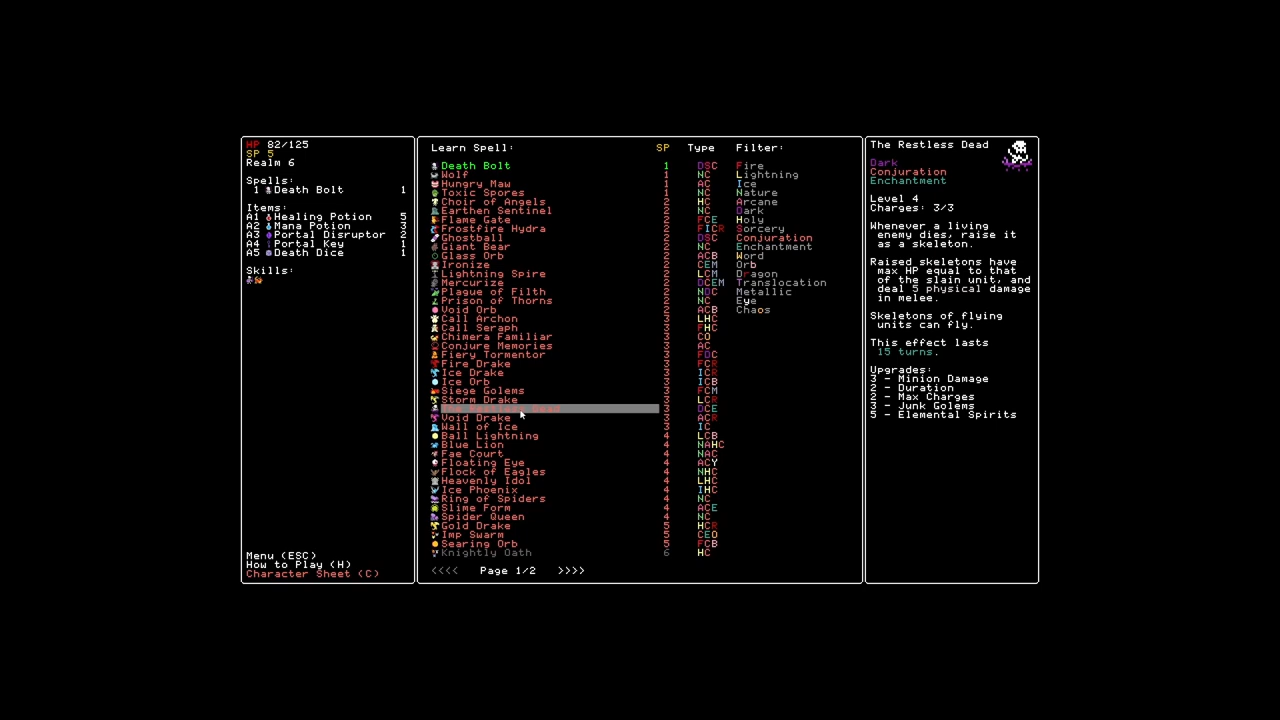 HP 82/125
SP 5
Realm 6
Spells:
1 Death Bolt 1
Items:
A1 Healing Potion 5
A2 Mana Potion 3
A3 Portal Disruptor 2
A4 Portal Key 1
A5 Death Dice 1
Skills:
Menu (ESC)
How to Play (H)
Character Sheet (C)
Learn Spell: SP Type Filter:
Death Bolt 1 DSC Fire
Wolf 1 NC Lightning
Hungry Maw 1 AC Ice
Toxic Spores 1 NC Nature
Choir of Angels 2 HC Arcane
Earthen Sentinel 2 NC Dark
Flame Gate 2 FCE Holy
Frostfire Hydra 2 FICR Sorcery
Ghostball 2 DSC Conjuration
Giant Bear 2 NC Enchantment
Glass Orb 2 ACB Word
Ironize 2 CEM Orb
Lightning Spire 2 LCM Dragon
Mercurize 2 DCEM Translocation
Plague of Filth 2 NDC Metallic
Prison of Thorns 2 NC Eye
Void Orb 2 ACB Chaos
Call Archon 3 LHC
Call Seraph 3 FHC
Chimera Familiar 3 CO
Conjure Memories 3 AC
Fiery Tormentor 3 FDC
Fire Drake 3 FCR
Ice Drake 3 ICR
Ice Orb 3 ICB
Siege Golems 3 FCM
Storm Drake 3 LCR
The Restless Dead 3 DCE
Void Drake 3 ACR
Wall of Ice 3 IC
Ball Lightning 4 LCB
Blue Lion 4 NAHC
Fae Court 4 NAC
Floating Eye 4 ACY
Flock of Eagles 4 NHC
Heavenly Idol 4 LHC
Ice Phoenix 4 IHC
Ring of Spiders 4 NC
Slime Form 4 ACE
Spider Queen 4 NC
Gold Drake 5 HCR
Imp Swarm 5 CEO
Searing Orb 5 FCB
Knightly Oath 6 HC
<<<< Page 1/2 >>>>
The Restless Dead
Dark
Conjuration
Enchantment
Level 4
Charges: 3/3
Whenever a living
enemy dies, raise it
as a skeleton.
Raised skeletons have
max HP equal to that
of the slain unit, and
deal 5 physical damage
in melee.
Skeletons of flying
units can fly.
This effect lasts
15 turns.
Upgrades:
3 - Minion Damage
2 - Duration
2 - Max Charges
3 - Junk Golems
5 - Elemental Spirits